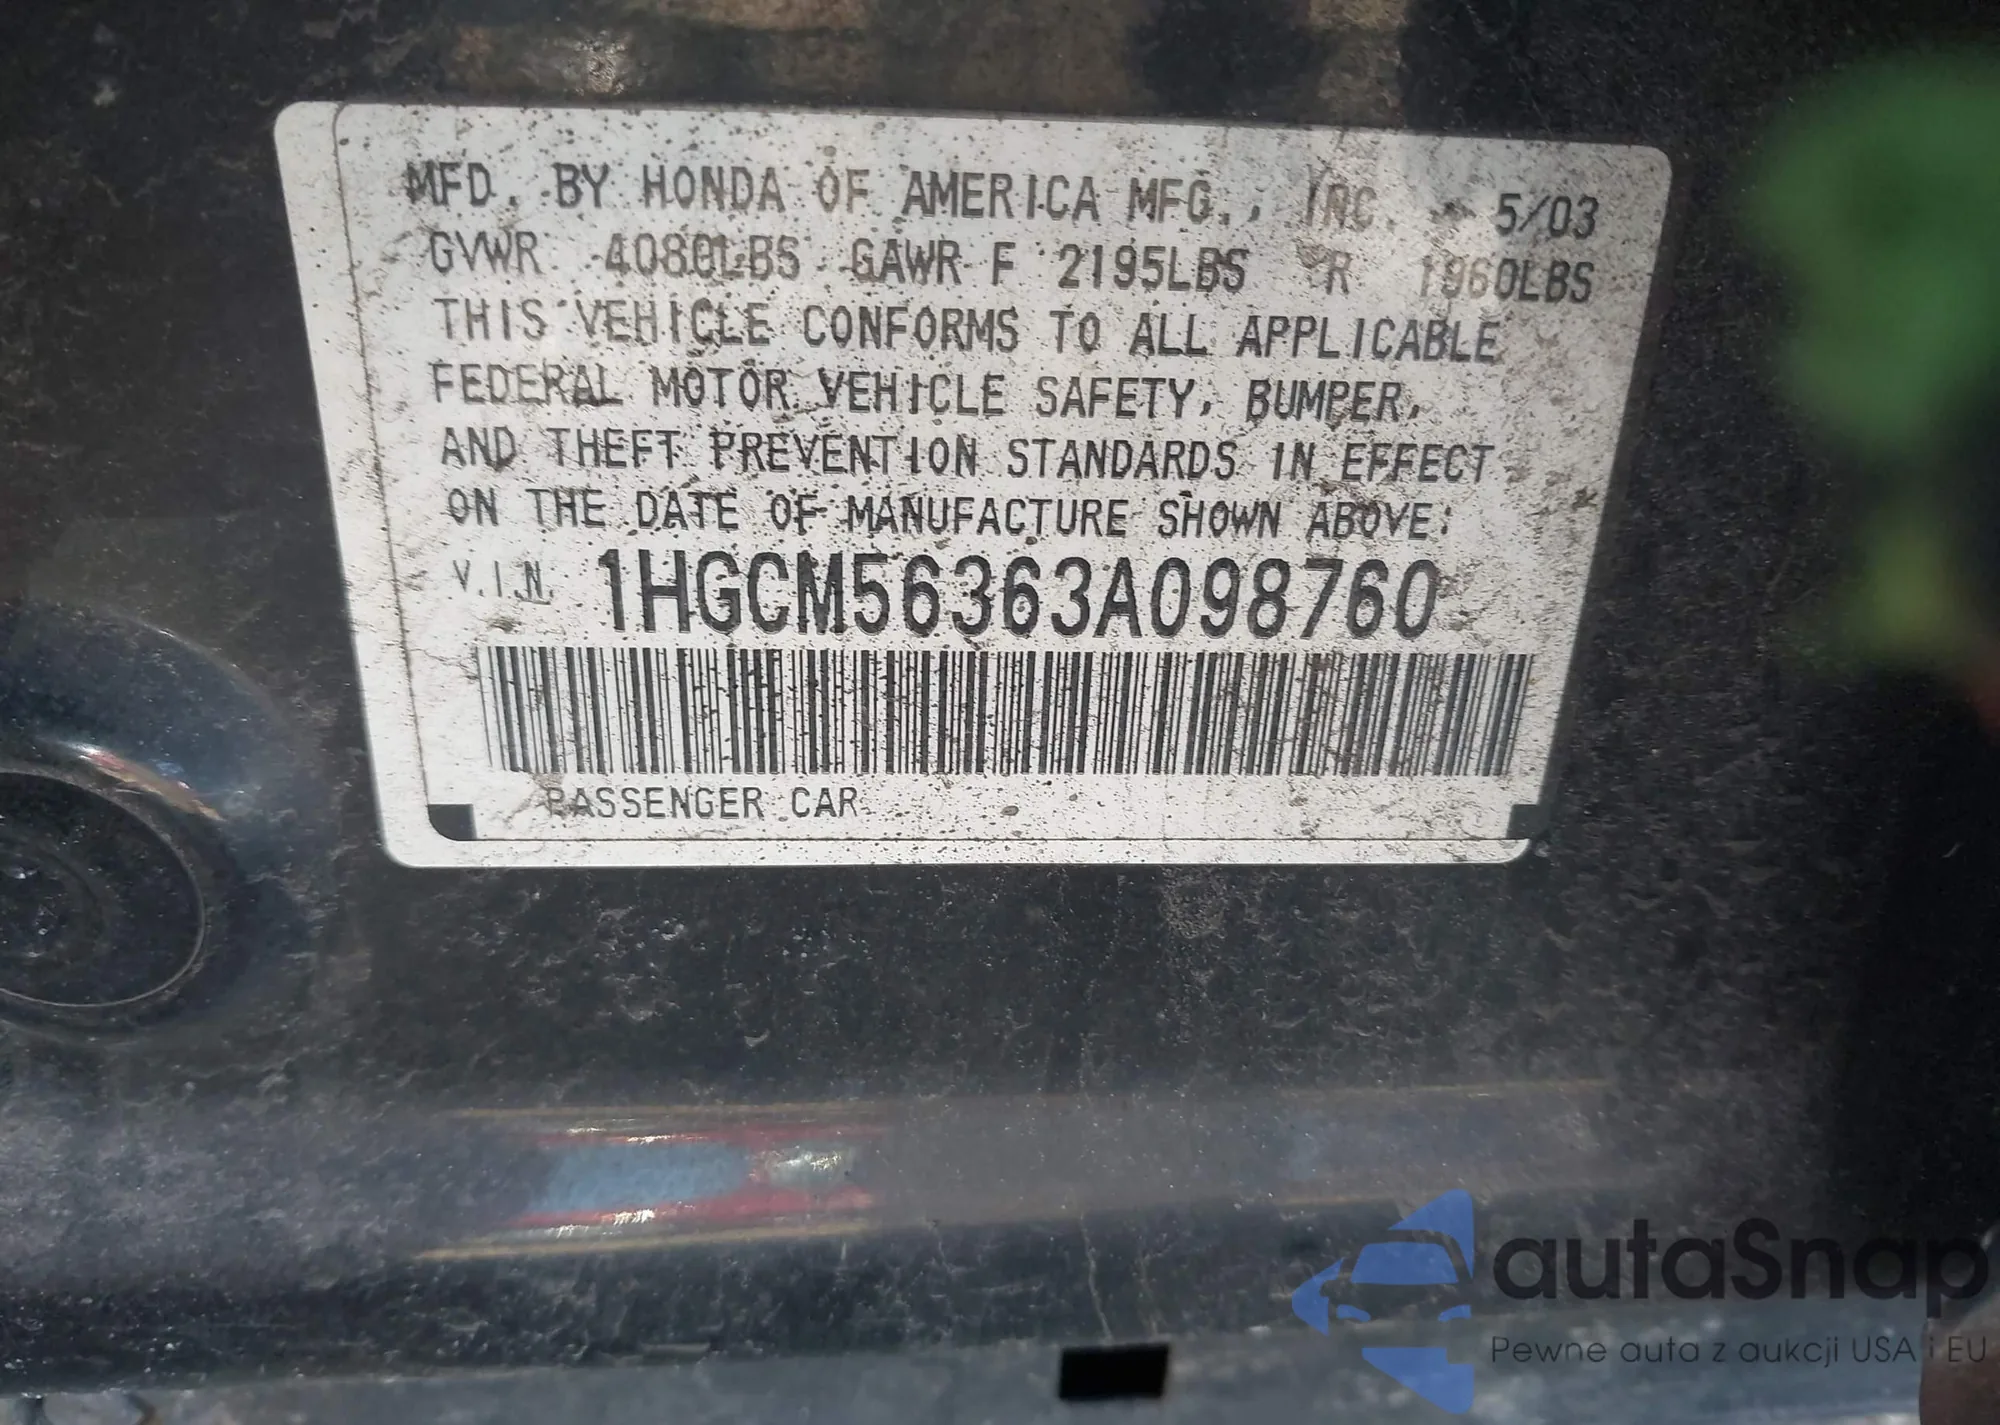 MFD. BY HONDA OF AMERICA MFG., INC. 5/03
GVWR 4080LBS GAWR F 2195LBS R 1960LBS
THIS VEHICLE CONFORMS TO ALL APPLICABLE
FEDERAL MOTOR VEHICLE SAFETY, BUMPER,
AND THEFT PREVENTION STANDARDS IN EFFECT
ON THE DATE OF MANUFACTURE SHOWN ABOVE:
V.I.N. 1HGCM56363A098760
PASSENGER CAR
autaSnap
Pewne auta z aukcji USA i EU